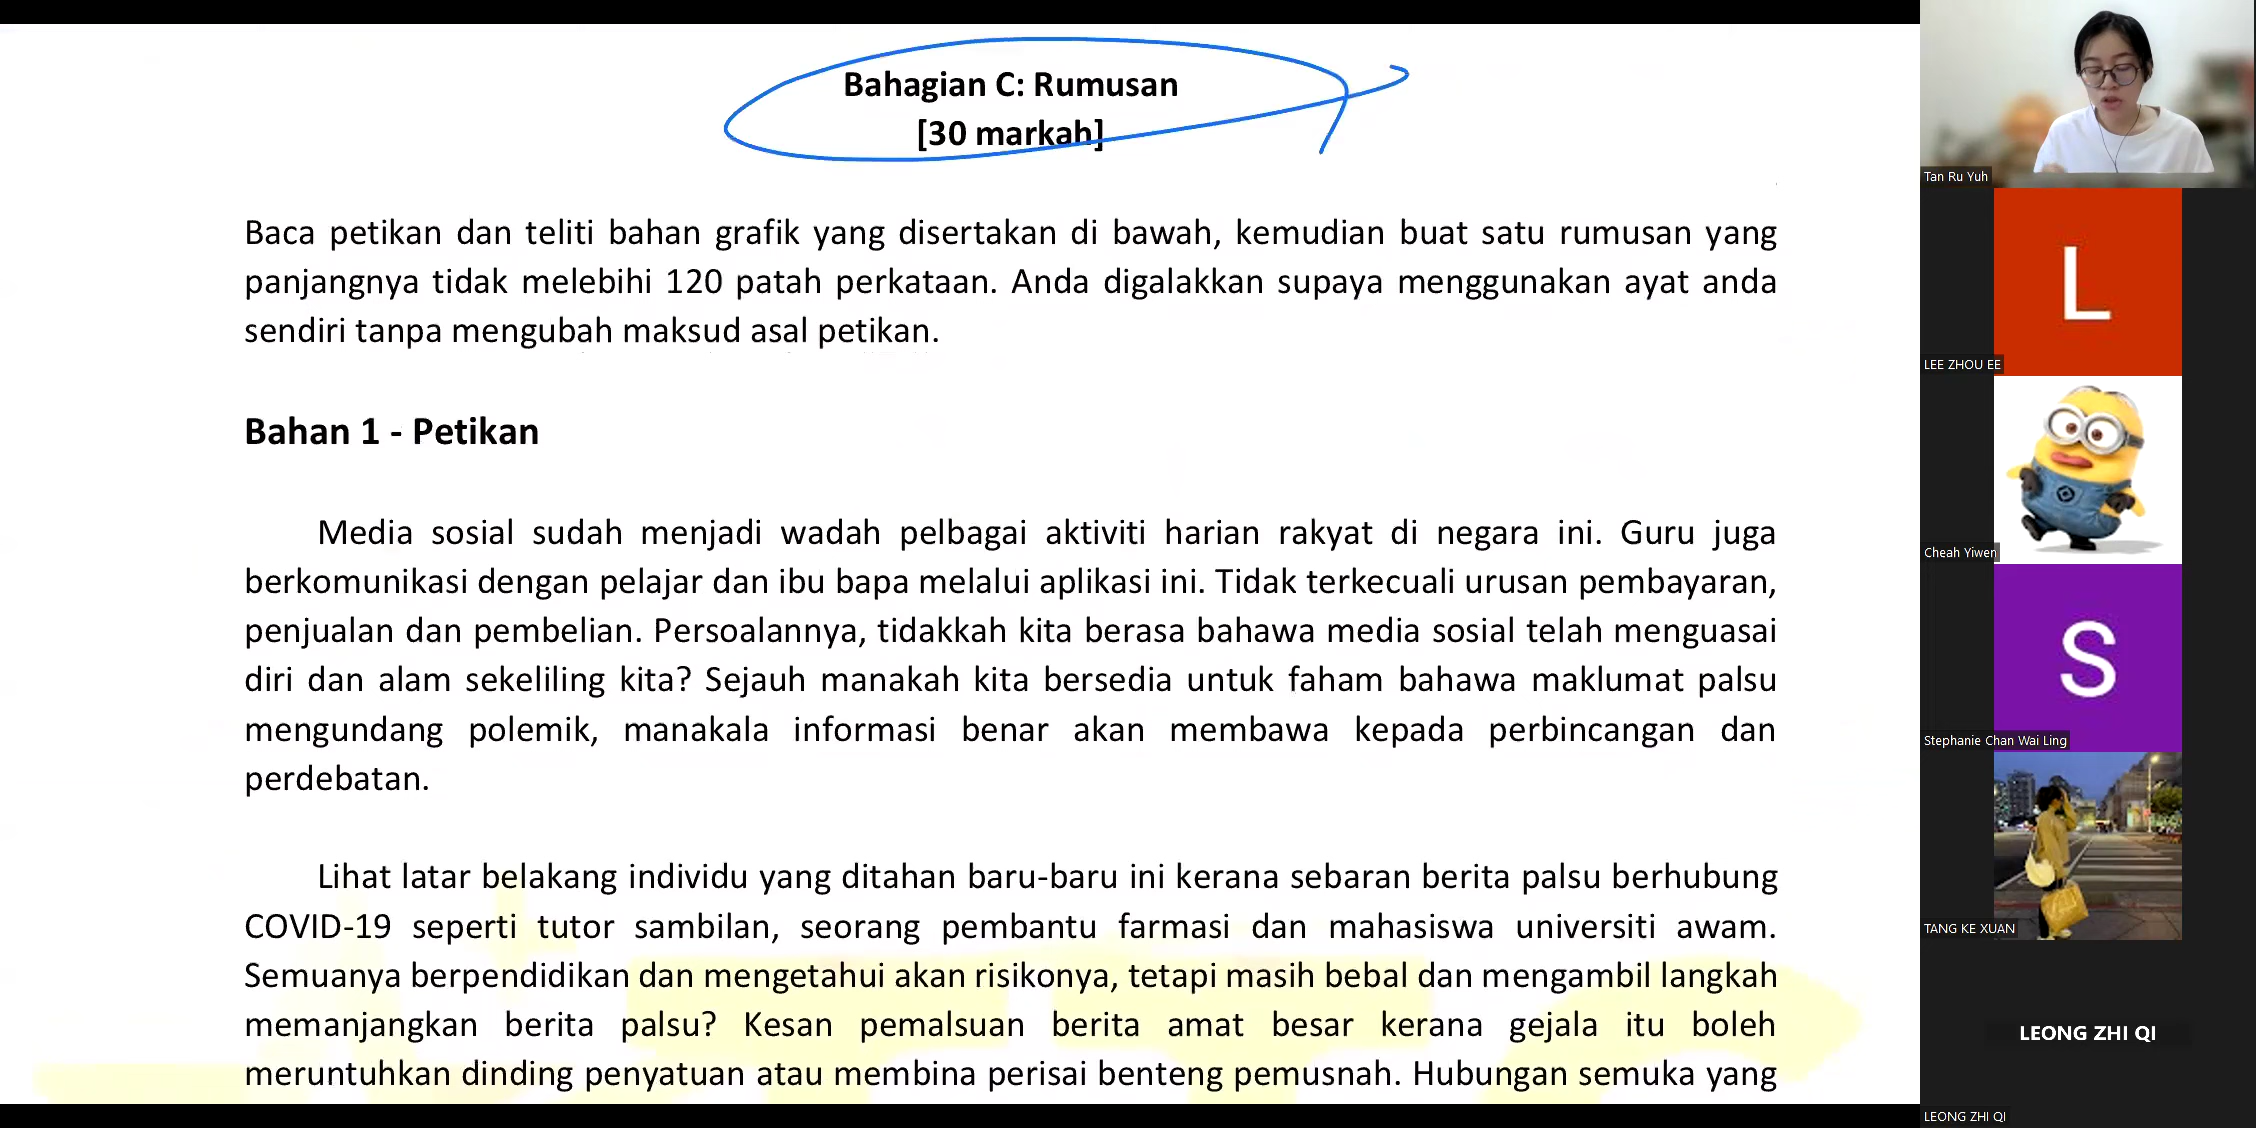 Bahagian C: Rumusan
[30 markah]
Baca petikan dan teliti bahan grafik yang disertakan di bawah, kemudian buat satu rumusan yang
panjangnya tidak melebihi 120 patah perkataan. Anda digalakkan supaya menggunakan ayat anda
sendiri tanpa mengubah maksud asal petikan.
Bahan 1 - Petikan
Media sosial sudah menjadi wadah pelbagai aktiviti harian rakyat di negara ini. Guru juga
berkomunikasi dengan pelajar dan ibu bapa melalui aplikasi ini. Tidak terkecuali urusan pembayaran,
penjualan dan pembelian. Persoalannya, tidakkah kita berasa bahawa media sosial telah menguasai
diri dan alam sekeliling kita? Sejauh manakah kita bersedia untuk faham bahawa maklumat palsu
mengundang polemik, manakala informasi benar akan membawa kepada perbincangan dan
perdebatan.
Lihat latar belakang individu yang ditahan baru-baru ini kerana sebaran berita palsu berhubung
COVID-19 seperti tutor sambilan, seorang pembantu farmasi dan mahasiswa universiti awam.
Semuanya berpendidikan dan mengetahui akan risikonya, tetapi masih bebal dan mengambil langkah
memanjangkan berita palsu? Kesan pemalsuan berita amat besar kerana gejala itu boleh
meruntuhkan dinding penyatuan atau membina perisai benteng pemusnah. Hubungan semuka yang
Tan Ru Yuh
L
LEE ZHOU EE
Cheah Yiwen
S
Stephanie Chan Wai Ling
TANG KE XUAN
LEONG ZHI QI
LEONG ZHI QI